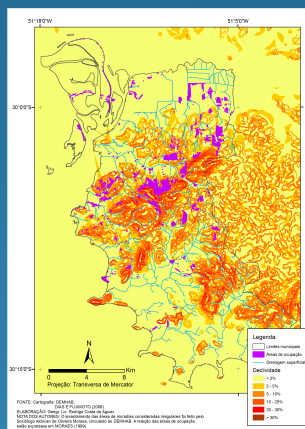 51°18'0"W
51°5'0"W
30°0'0"S
30°15'0"S
N
0 4 8
Km
Projeção: Transversa de Mercator
Legenda:
Limites municipais
Áreas de ocupação
Drenagem superficial
Declividade
< 2%
2 - 5%
5 - 10%
10 - 20%
20 - 30%
> 30%
FONTE: Cartografia: DEMHAB.
DIAS E FUJIMOTO (2006)
ELABORAÇÃO: Geógr. Lic. Rodrigo Costa de Aguiar.
NOTA DOS AUTORES: O levantamento das áreas de moradias consideradas irregulares foi feito pelo
Sociólogo Aldovan de Oliveira Moraes, vinculado ao DEMHAB. A relação das áreas de ocupação
estão expressas em MORAES (1999).